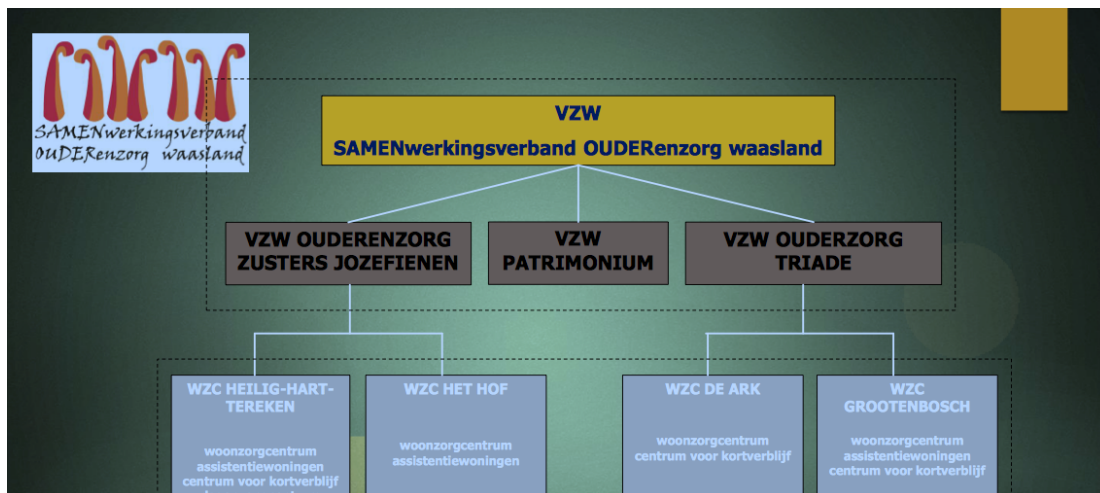 SAMENwerkingsverband
OUDERenzorg waasland
VZW
SAMENwerkingsverband OUDERenzorg waasland
VZW OUDERENZORG
ZUSTERS JOZEFIENEN
VZW
PATRIMONIUM
VZW OUDERZORG
TRIADE
WZC HEILIG-HART-
TEREKEN
woonzorgcentrum
assistentiewoningen
centrum voor kortverblijf
WZC HET HOF
woonzorgcentrum
assistentiewoningen
WZC DE ARK
woonzorgcentrum
centrum voor kortverblijf
WZC
GROOTENBOSCH
woonzorgcentrum
assistentiewoningen
centrum voor kortverblijf